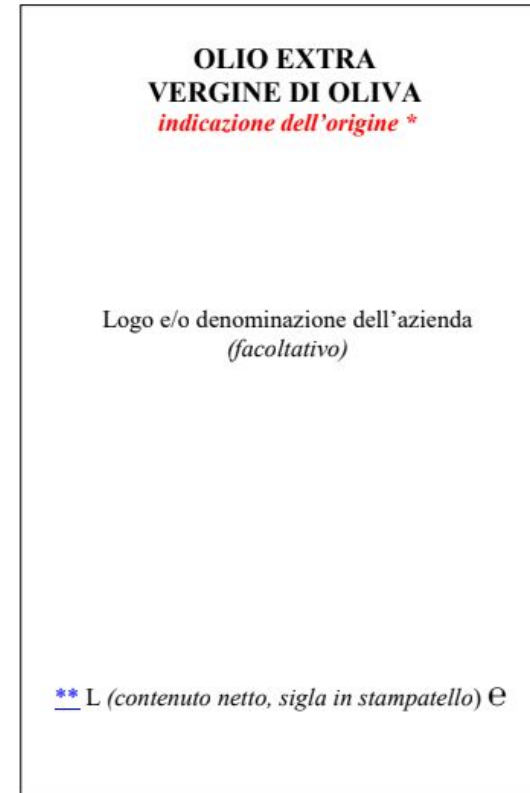 OLIO EXTRA
VERGINE DI OLIVA
indicazione dell’origine *
Logo e/o denominazione dell’azienda
(facoltativo)
** L (contenuto netto, sigla in stampatello) ℮